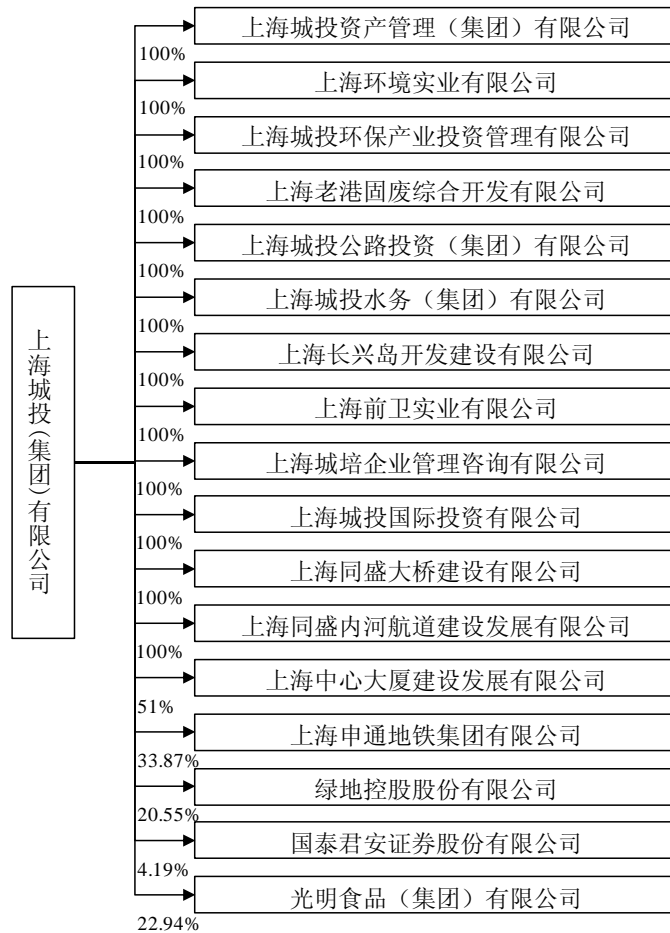 上海城投(集团)有限公司
上海城投资产管理（集团）有限公司
100%
上海环境实业有限公司
100%
上海城投环保产业投资管理有限公司
100%
上海老港固废综合开发有限公司
100%
上海城投公路投资（集团）有限公司
100%
上海城投水务（集团）有限公司
100%
上海长兴岛开发建设有限公司
100%
上海前卫实业有限公司
100%
上海城培企业管理咨询有限公司
100%
上海城投国际投资有限公司
100%
上海同盛大桥建设有限公司
100%
上海同盛内河航道建设发展有限公司
100%
上海中心大厦建设发展有限公司
51%
上海申通地铁集团有限公司
33.87%
绿地控股股份有限公司
20.55%
国泰君安证券股份有限公司
4.19%
光明食品（集团）有限公司
22.94%